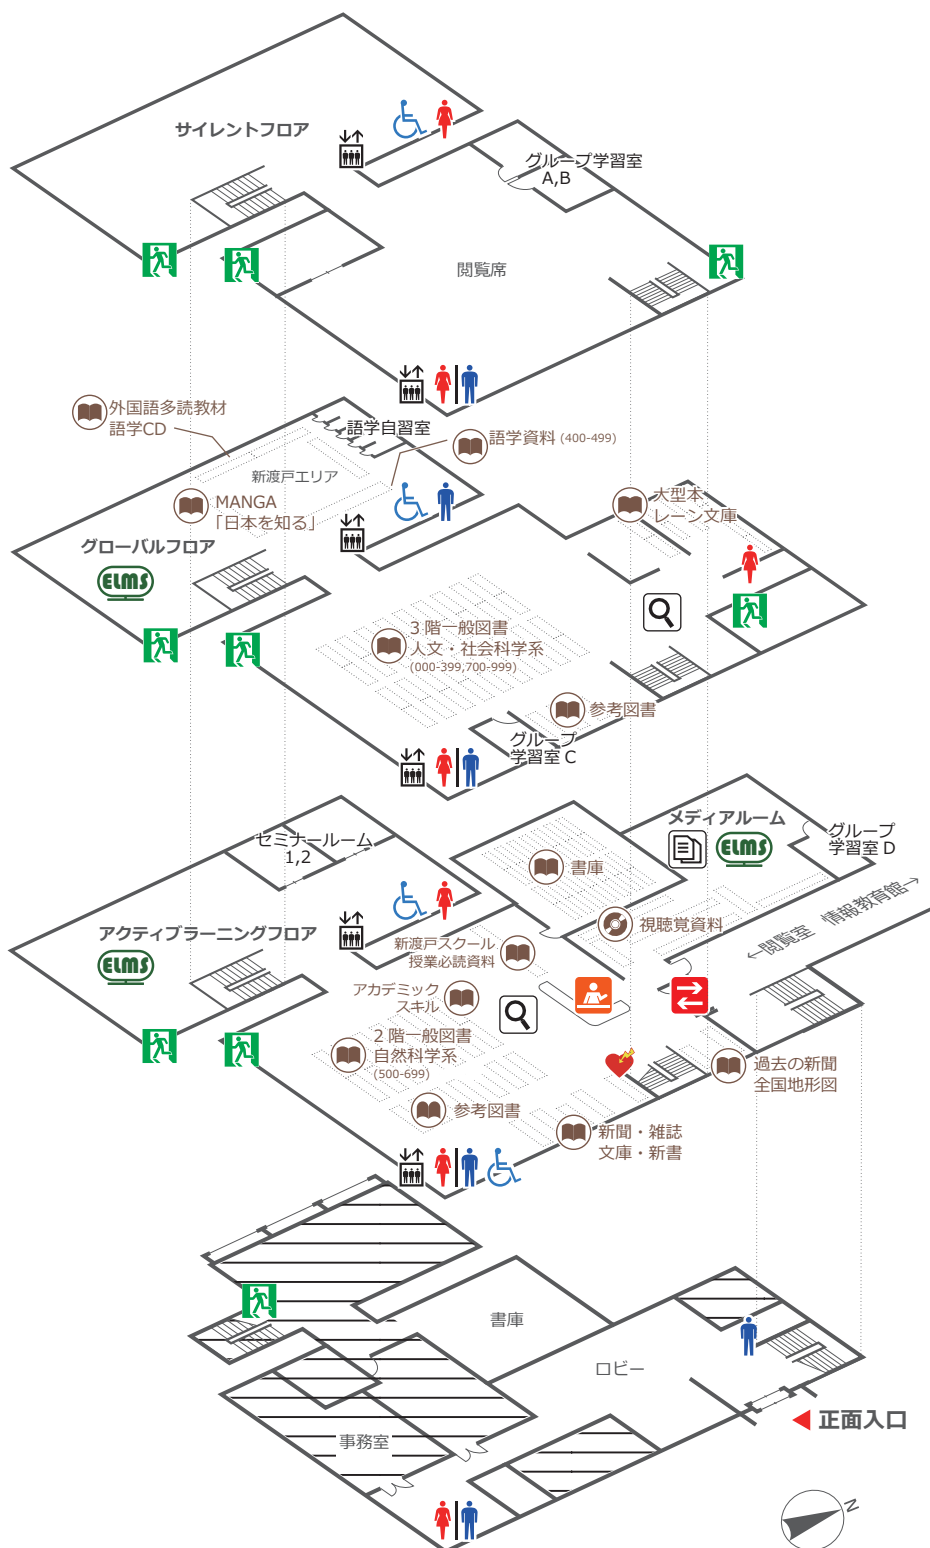 サイレントフロア
グループ学習室
A,B
閲覧席
外国語多読教材
語学CD
語学自習室
語学資料 (400-499)
新渡戸エリア
MANGA
「日本を知る」
大型本
レーン文庫
グローバルフロア
ELMS
3 階一般図書
人文・社会科学系
(000-399,700-999)
参考図書
グループ
学習室 C
メディアルーム
ELMS
グループ
学習室 D
セミナールーム
1,2
書庫
視聴覚資料
←閲覧室 情報教育館→
アクティブラーニングフロア
ELMS
新渡戸スクール
授業必読資料
アカデミック
スキル
2 階一般図書
自然科学系
(500-699)
過去の新聞
全国地形図
参考図書
新聞・雑誌
文庫・新書
書庫
ロビー
正面入口
事務室
N